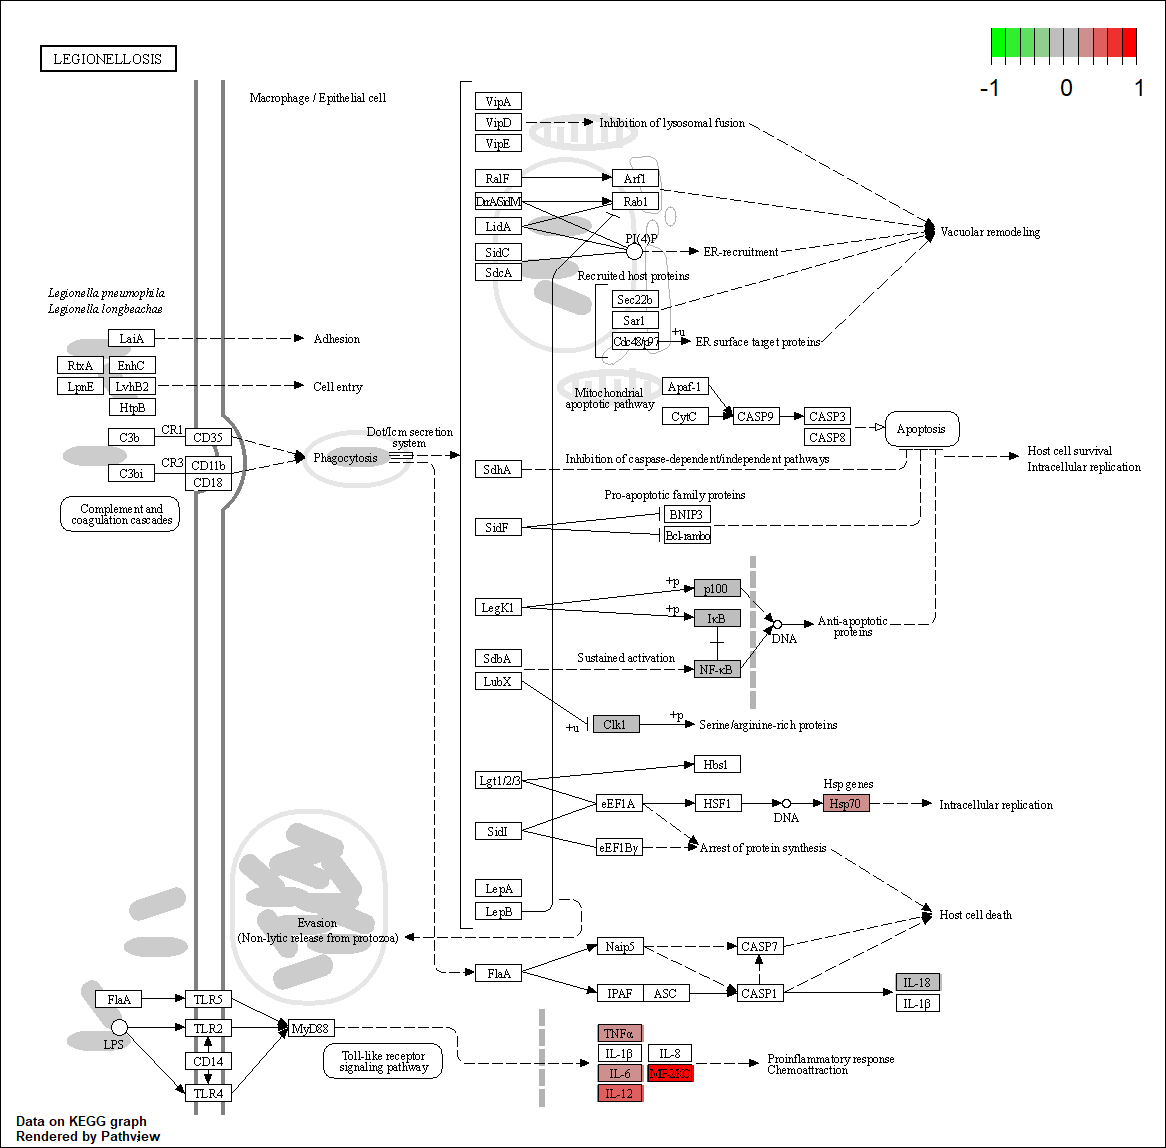 LEGIONELLOSIS
-1
0
1
Macrophage / Epithelial cell
VipA
VipD
VipE
Inhibition of lysosomal fusion
RalF
Arf1
DrrA/SidM
Rab1
LidA
SidC
SdcA
PI(4)P
ER-recruitment
Vacuolar remodeling
Recruited host proteins
Sec22b
Sar1
Cdc48/p97
+u
ER surface target proteins
Legionella pneumophila
Legionella longbeachae
LaiA
Adhesion
RtxA
EnhC
LpnE
LvhB2
Cell entry
HtpB
C3b
CR1
CD35
C3bi
CR3
CD11b
CD18
Phagocytosis
Dot/Icm secretion
system
Complement and
coagulation cascades
Mitochondrial
apoptotic pathway
Apaf-1
CytC
CASP9
CASP3
CASP8
Apoptosis
SdhA
Inhibition of caspase-dependent/independent pathways
Host cell survival
Intracellular replication
Pro-apoptotic family proteins
SidF
BNIP3
Bcl-rambo
LegK1
+p
p100
+p
IκB
DNA
Anti-apoptotic
proteins
SdbA
Sustained activation
NF-κB
LubX
+u
Clk1
+p
Serine/arginine-rich proteins
Lgt1/2/3
Hbs1
eEF1A
HSF1
DNA
Hsp genes
Hsp70
Intracellular replication
SidI
eEF1Bγ
Arrest of protein synthesis
LepA
LepB
Evasion
(Non-lytic release from protozoa)
Host cell death
Naip5
CASP7
FlaA
IPAF
ASC
CASP1
IL-18
IL-1β
FlaA
TLR5
LPS
TLR2
MyD88
CD14
TLR4
Toll-like receptor
signaling pathway
TNFα
IL-1β
IL-8
IL-6
MIP2/KC
IL-12
Proinflammatory response
Chemoattraction
Data on KEGG graph
Rendered by Pathview